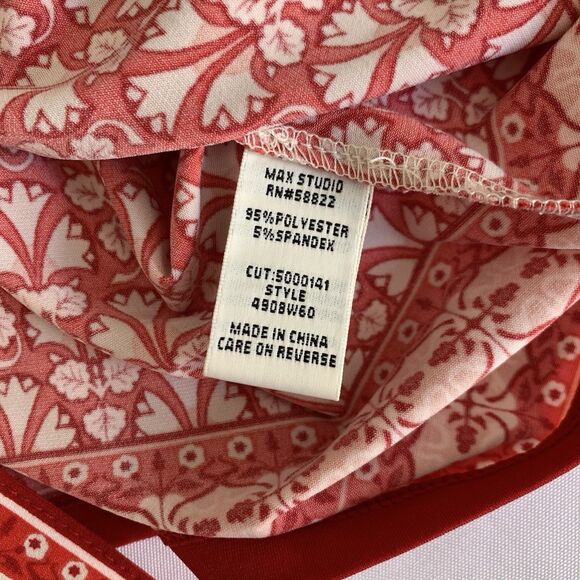 MAX STUDIO
RN#58822
95%POLYESTER
5%SPANDEX
CUT:5000141
STYLE
4908W60
MADE IN CHINA
CARE ON REVERSE